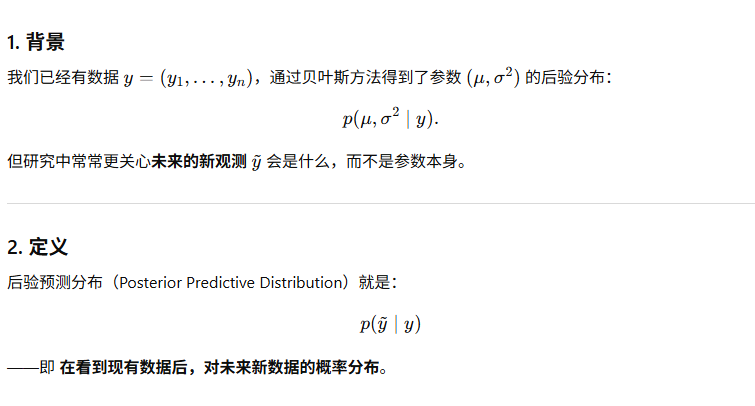 1. 背景
我们已经有数据 y = (y₁, . . . , yₙ)，通过贝叶斯方法得到了参数 (μ, σ²) 的后验分布：
p(μ, σ² | y).
但研究中常常更关心未来的新观测 ỹ 会是什么，而不是参数本身。
2. 定义
后验预测分布（Posterior Predictive Distribution）就是：
p(ỹ | y)
——即 在看到现有数据后，对未来新数据的概率分布。